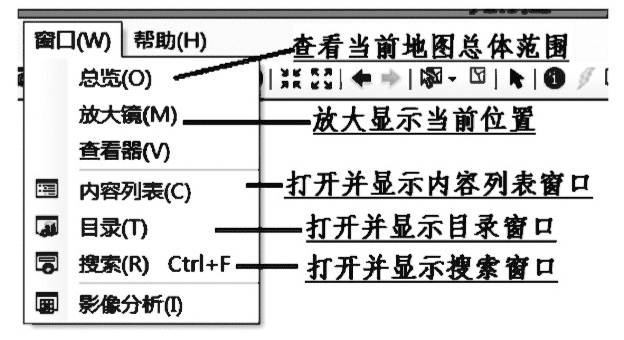 窗口(W) 帮助(H)
查看当前地图总体范围
总览(O)
放大镜(M)
放大显示当前位置
查看器(V)
内容列表(C)
打开并显示内容列表窗口
目录(T)
打开并显示目录窗口
搜索(R) Ctrl+F
打开并显示搜索窗口
影像分析(I)